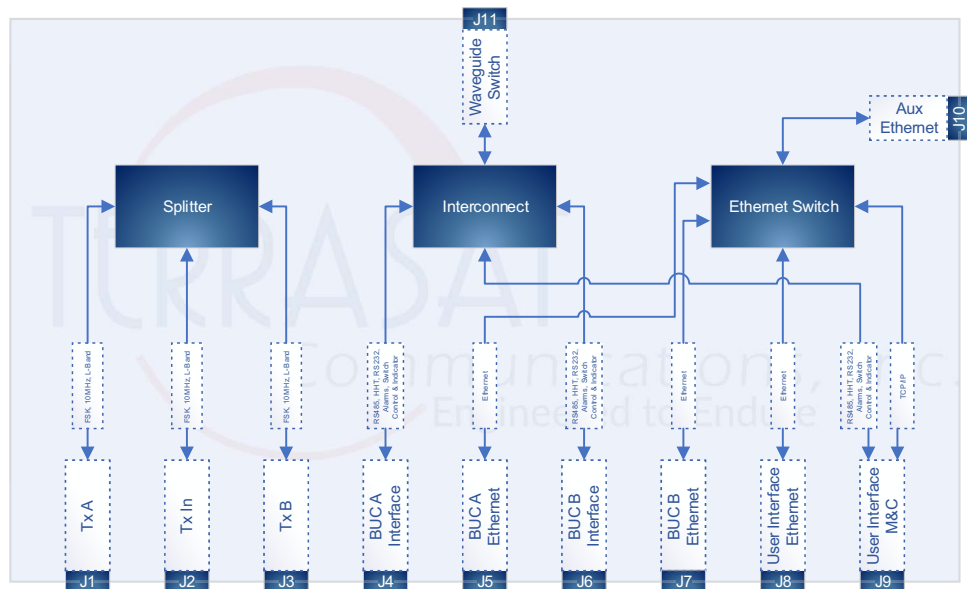 J11
Waveguide
Switch
Aux
Ethernet
J10
Splitter
Interconnect
Ethernet Switch
TERRASAT
Communications, Inc.
Engineered to Endure
FSK, 10MHz, L-Band
FSK, 10MHz, L-Band
FSK, 10MHz, L-Band
RS485, HHT, RS232,
Alarms, Switch
Control & Indicator
Ethernet
RS485, HHT, RS232,
Alarms, Switch
Control & Indicator
Ethernet
Ethernet
RS485, HHT, RS232,
Alarms, Switch
Control & Indicator
TCP/IP
Tx A
Tx In
Tx B
BUC A
Interface
BUC A
Ethernet
BUC B
Interface
BUC B
Ethernet
User Interface
Ethernet
User Interface
M&C
J1
J2
J3
J4
J5
J6
J7
J8
J9